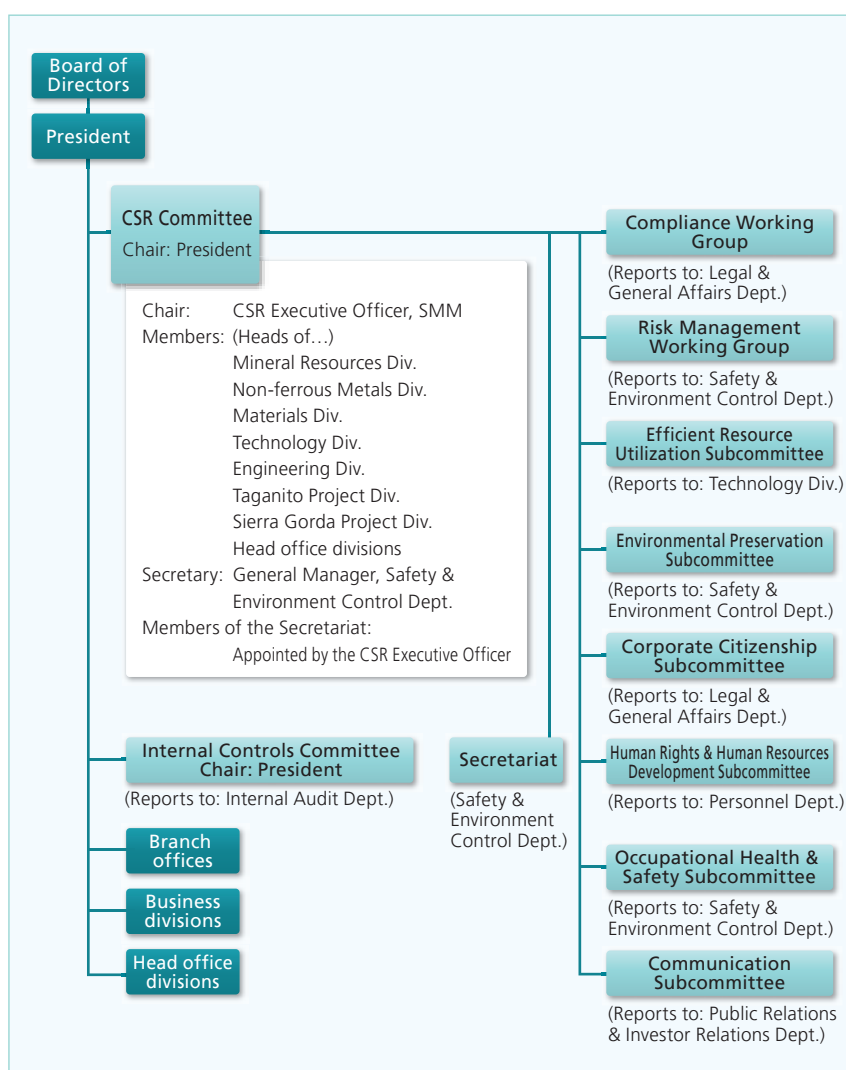 Board of
Directors
President
CSR Committee
Chair: President
Chair: CSR Executive Officer, SMM
Members: (Heads of…)
Mineral Resources Div.
Non-ferrous Metals Div.
Materials Div.
Technology Div.
Engineering Div.
Taganito Project Div.
Sierra Gorda Project Div.
Head office divisions
Secretary: General Manager, Safety &
Environment Control Dept.
Members of the Secretariat:
Appointed by the CSR Executive Officer
Internal Controls Committee
Chair: President
(Reports to: Internal Audit Dept.)
Branch
offices
Business
divisions
Head office
divisions
Secretariat
(Safety &
Environment
Control Dept.)
Compliance Working
Group
(Reports to: Legal &
General Affairs Dept.)
Risk Management
Working Group
(Reports to: Safety &
Environment Control Dept.)
Efficient Resource
Utilization Subcommittee
(Reports to: Technology Div.)
Environmental Preservation
Subcommittee
(Reports to: Safety &
Environment Control Dept.)
Corporate Citizenship
Subcommittee
(Reports to: Legal &
General Affairs Dept.)
Human Rights & Human Resources
Development Subcommittee
(Reports to: Personnel Dept.)
Occupational Health &
Safety Subcommittee
(Reports to: Safety &
Environment Control Dept.)
Communication
Subcommittee
(Reports to: Public Relations
& Investor Relations Dept.)